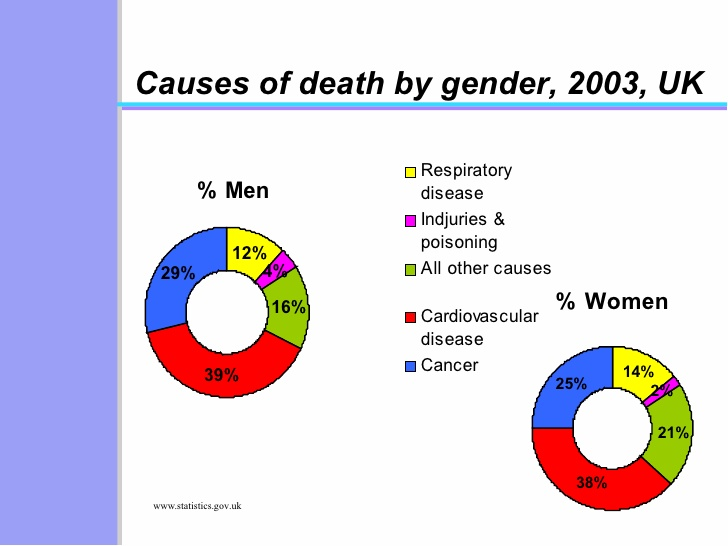 Causes of death by gender, 2003, UK
% Men
12%
4%
16%
39%
29%
Respiratory
disease
Indjuries &
poisoning
All other causes
Cardiovascular
disease
Cancer
% Women
14%
2%
21%
38%
25%
www.statistics.gov.uk